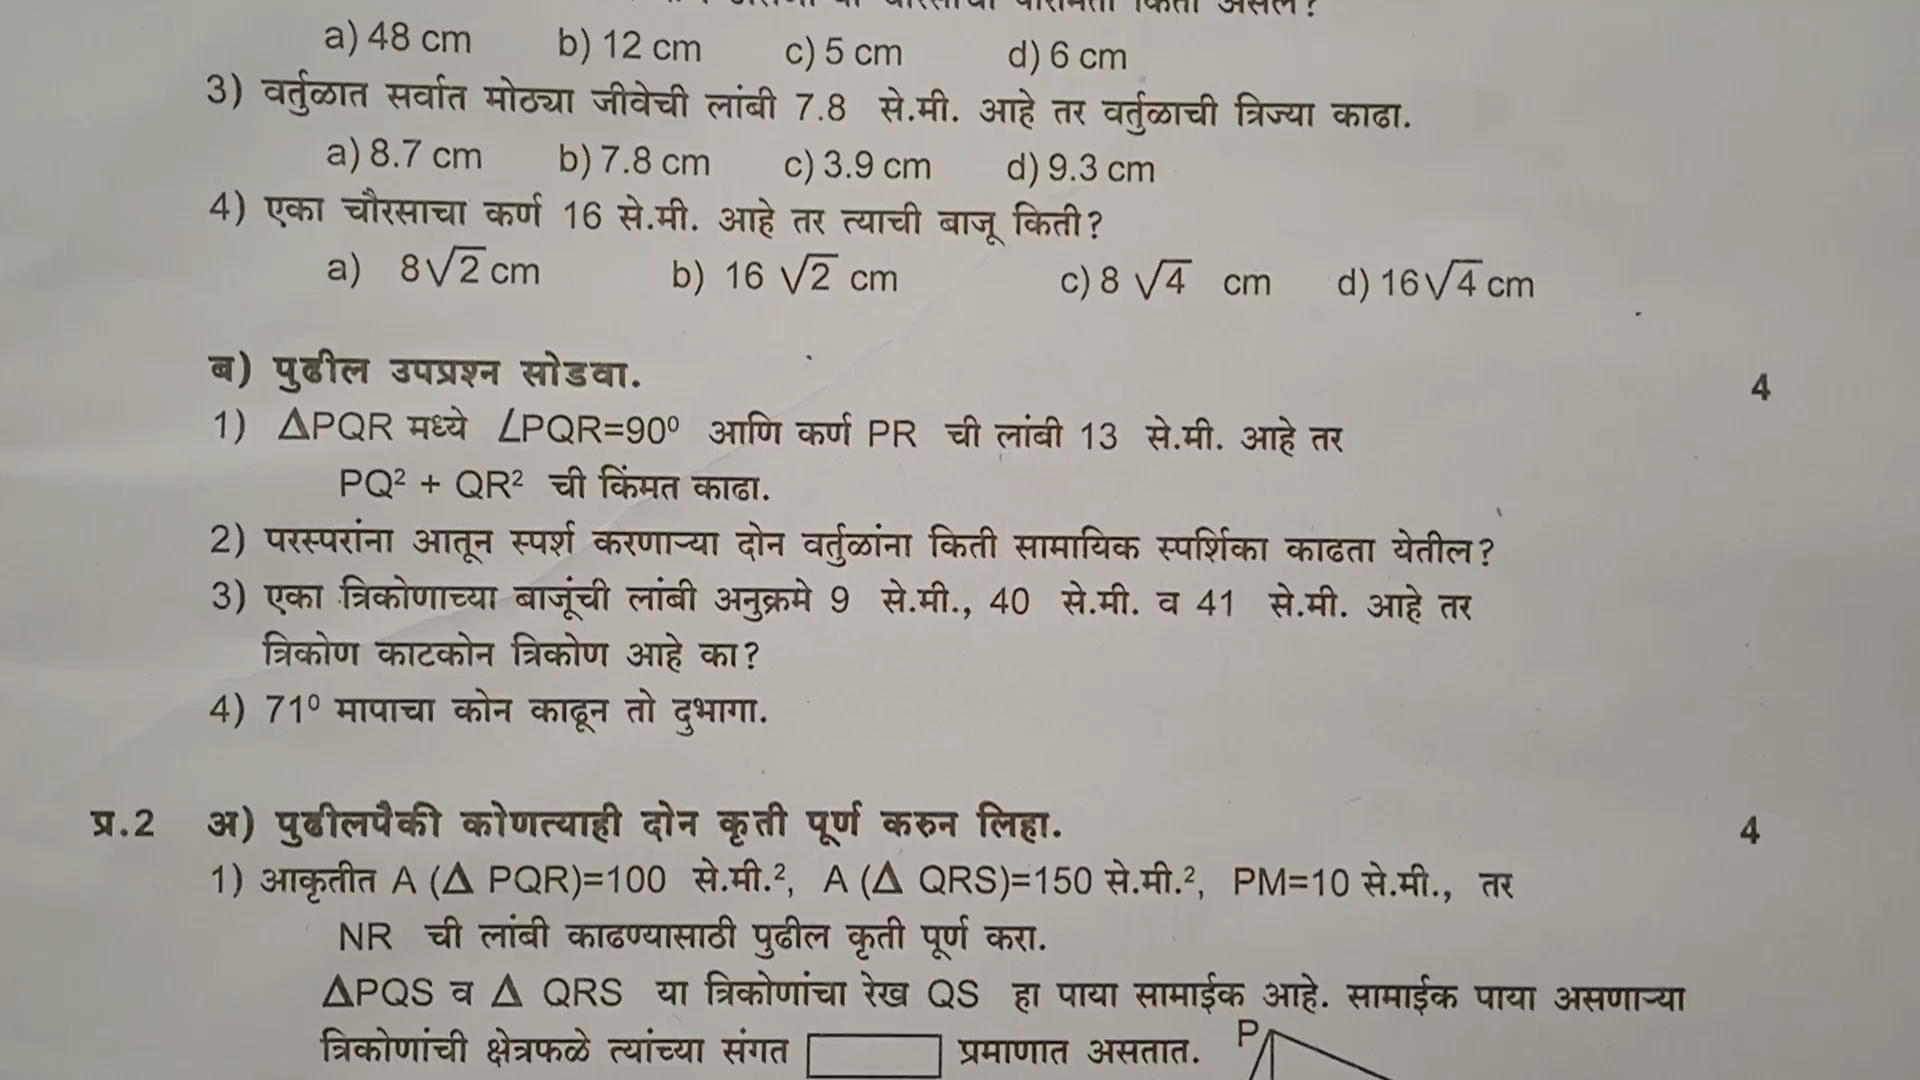 किती असेल?
a) 48 cm b) 12 cm c) 5 cm d) 6 cm
3) वर्तुळात सर्वात मोठ्या जीवेची लांबी 7.8 से.मी. आहे तर वर्तुळाची त्रिज्या काढा.
a) 8.7 cm b) 7.8 cm c) 3.9 cm d) 9.3 cm
4) एका चौरसाचा कर्ण 16 से.मी. आहे तर त्याची बाजू किती?
a) 8√2 cm b) 16 √2 cm c) 8 √4 cm d) 16√4 cm
ब) पुढील उपप्रश्न सोडवा. 4
1) ΔPQR मध्ये ∠PQR=90⁰ आणि कर्ण PR ची लांबी 13 से.मी. आहे तर
PQ² + QR² ची किंमत काढा.
2) परस्परांना आतून स्पर्श करणाऱ्या दोन वर्तुळांना किती सामायिक स्पर्शिका काढता येतील?
3) एका त्रिकोणाच्या बाजूंची लांबी अनुक्रमे 9 से.मी., 40 से.मी. व 41 से.मी. आहे तर
त्रिकोण काटकोन त्रिकोण आहे का?
4) 71⁰ मापाचा कोन काढून तो दुभागा.
प्र.2 अ) पुढीलपैकी कोणत्याही दोन कृती पूर्ण करुन लिहा. 4
1) आकृतीत A (Δ PQR)=100 से.मी.², A (Δ QRS)=150 से.मी.², PM=10 से.मी., तर
NR ची लांबी काढण्यासाठी पुढील कृती पूर्ण करा.
ΔPQS व Δ QRS या त्रिकोणांचा रेख QS हा पाया सामाईक आहे. सामाईक पाया असणाऱ्या
त्रिकोणांची क्षेत्रफळे त्यांच्या संगत प्रमाणात असतात. P